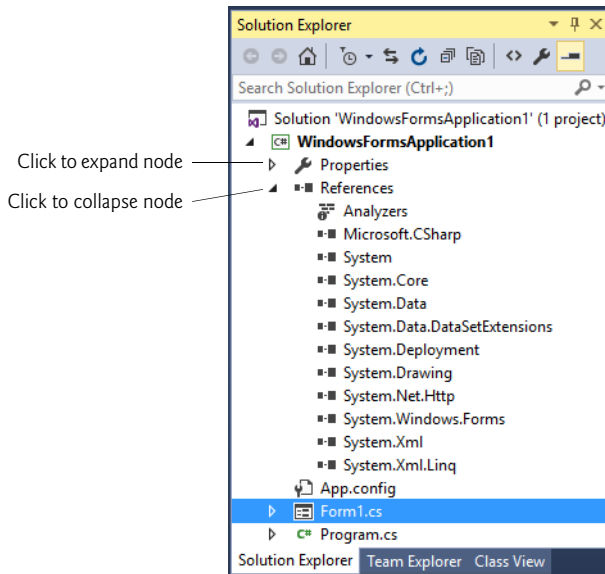 Solution Explorer
Search Solution Explorer (Ctrl+;)
Solution 'WindowsFormsApplication1' (1 project)
C# WindowsFormsApplication1
Click to expand node
Properties
Click to collapse node
References
Analyzers
Microsoft.CSharp
System
System.Core
System.Data
System.Data.DataSetExtensions
System.Deployment
System.Drawing
System.Net.Http
System.Windows.Forms
System.Xml
System.Xml.Linq
App.config
Form1.cs
C# Program.cs
Solution Explorer Team Explorer Class View